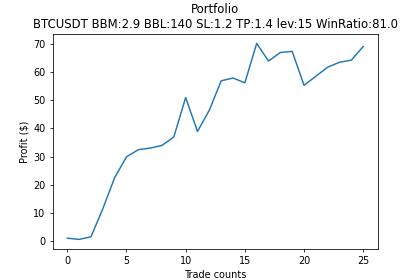 Portfolio
BTCUSDT BBM:2.9 BBL:140 SL:1.2 TP:1.4 lev:15 WinRatio:81.0
70
60
50
40
30
20
10
0
Profit ($)
0 5 10 15 20 25
Trade counts